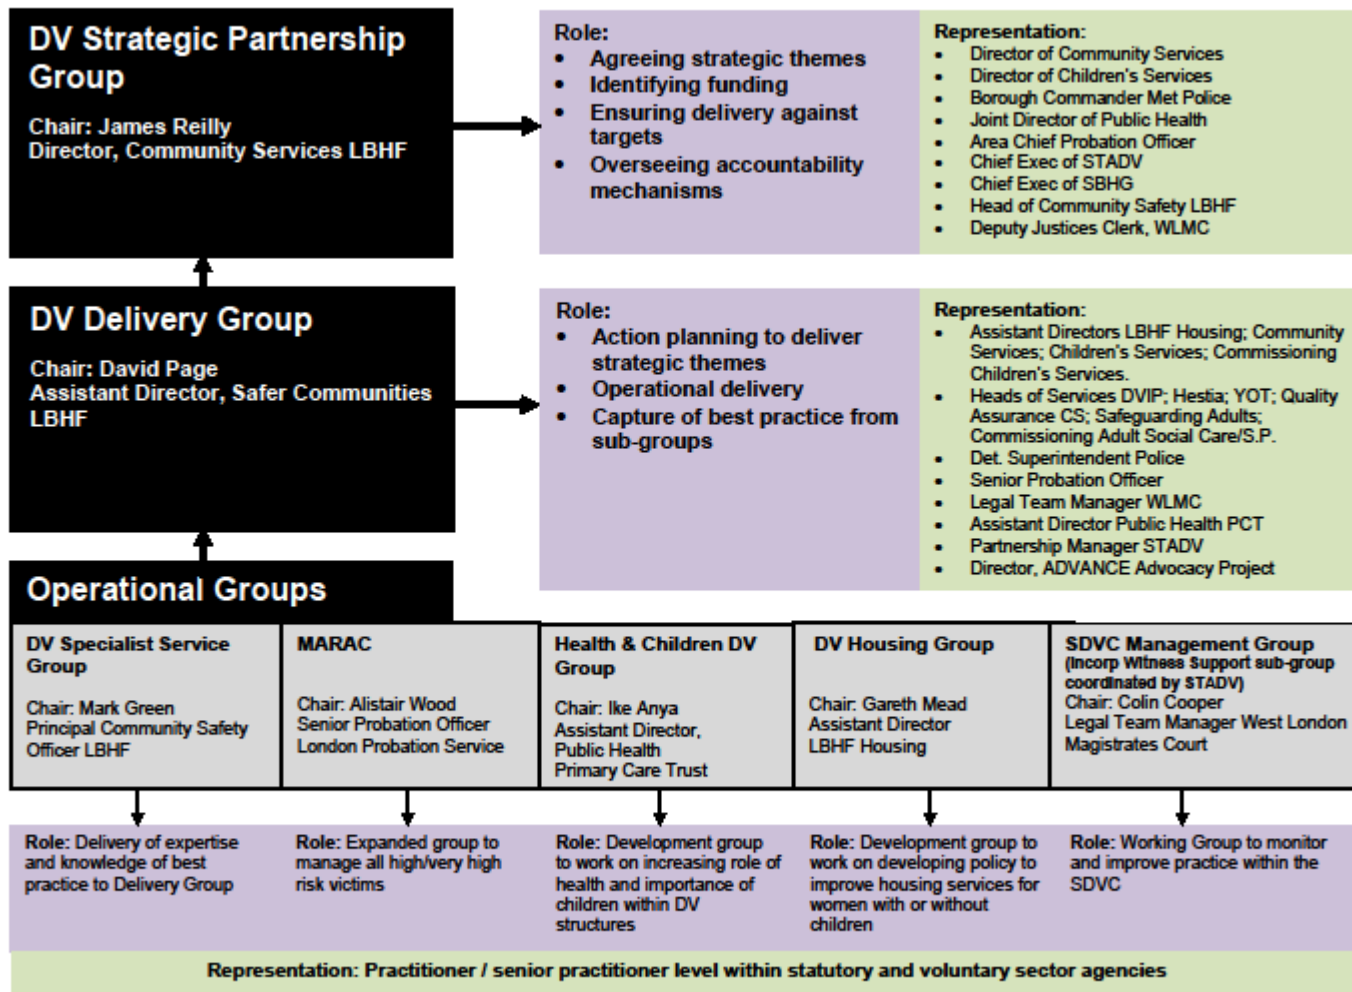 DV Strategic Partnership
Group
Chair: James Reilly
Director, Community Services LBHF
Role:
• Agreeing strategic themes
• Identifying funding
• Ensuring delivery against
targets
• Overseeing accountability
mechanisms
Representation:
• Director of Community Services
• Director of Children's Services
• Borough Commander Met Police
• Joint Director of Public Health
• Area Chief Probation Officer
• Chief Exec of STADV
• Chief Exec of SBHG
• Head of Community Safety LBHF
• Deputy Justices Clerk, WLMC
DV Delivery Group
Chair: David Page
Assistant Director, Safer Communities
LBHF
Role:
• Action planning to deliver
strategic themes
• Operational delivery
• Capture of best practice from
sub-groups
Representation:
• Assistant Directors LBHF Housing; Community
Services; Children's Services; Commissioning
Children's Services.
• Heads of Services DVIP; Hestia; YOT; Quality
Assurance CS; Safeguarding Adults;
Commissioning Adult Social Care/S.P.
• Det. Superintendent Police
• Senior Probation Officer
• Legal Team Manager WLMC
• Assistant Director Public Health PCT
• Partnership Manager STADV
• Director, ADVANCE Advocacy Project
Operational Groups
DV Specialist Service
Group
Chair: Mark Green
Principal Community Safety
Officer LBHF
MARAC
Chair: Alistair Wood
Senior Probation Officer
London Probation Service
Health & Children DV
Group
Chair: Ike Anya
Assistant Director,
Public Health
Primary Care Trust
DV Housing Group
Chair: Gareth Mead
Assistant Director
LBHF Housing
SDVC Management Group
(Incorp Witness Support sub-group
coordinated by STADV)
Chair: Colin Cooper
Legal Team Manager West London
Magistrates Court
Role: Delivery of expertise
and knowledge of best
practice to Delivery Group
Role: Expanded group to
manage all high/very high
risk victims
Role: Development group
to work on increasing role of
health and importance of
children within DV
structures
Role: Development group to
work on developing policy to
improve housing services for
women with or without
children
Role: Working Group to monitor
and improve practice within the
SDVC
Representation: Practitioner / senior practitioner level within statutory and voluntary sector agencies